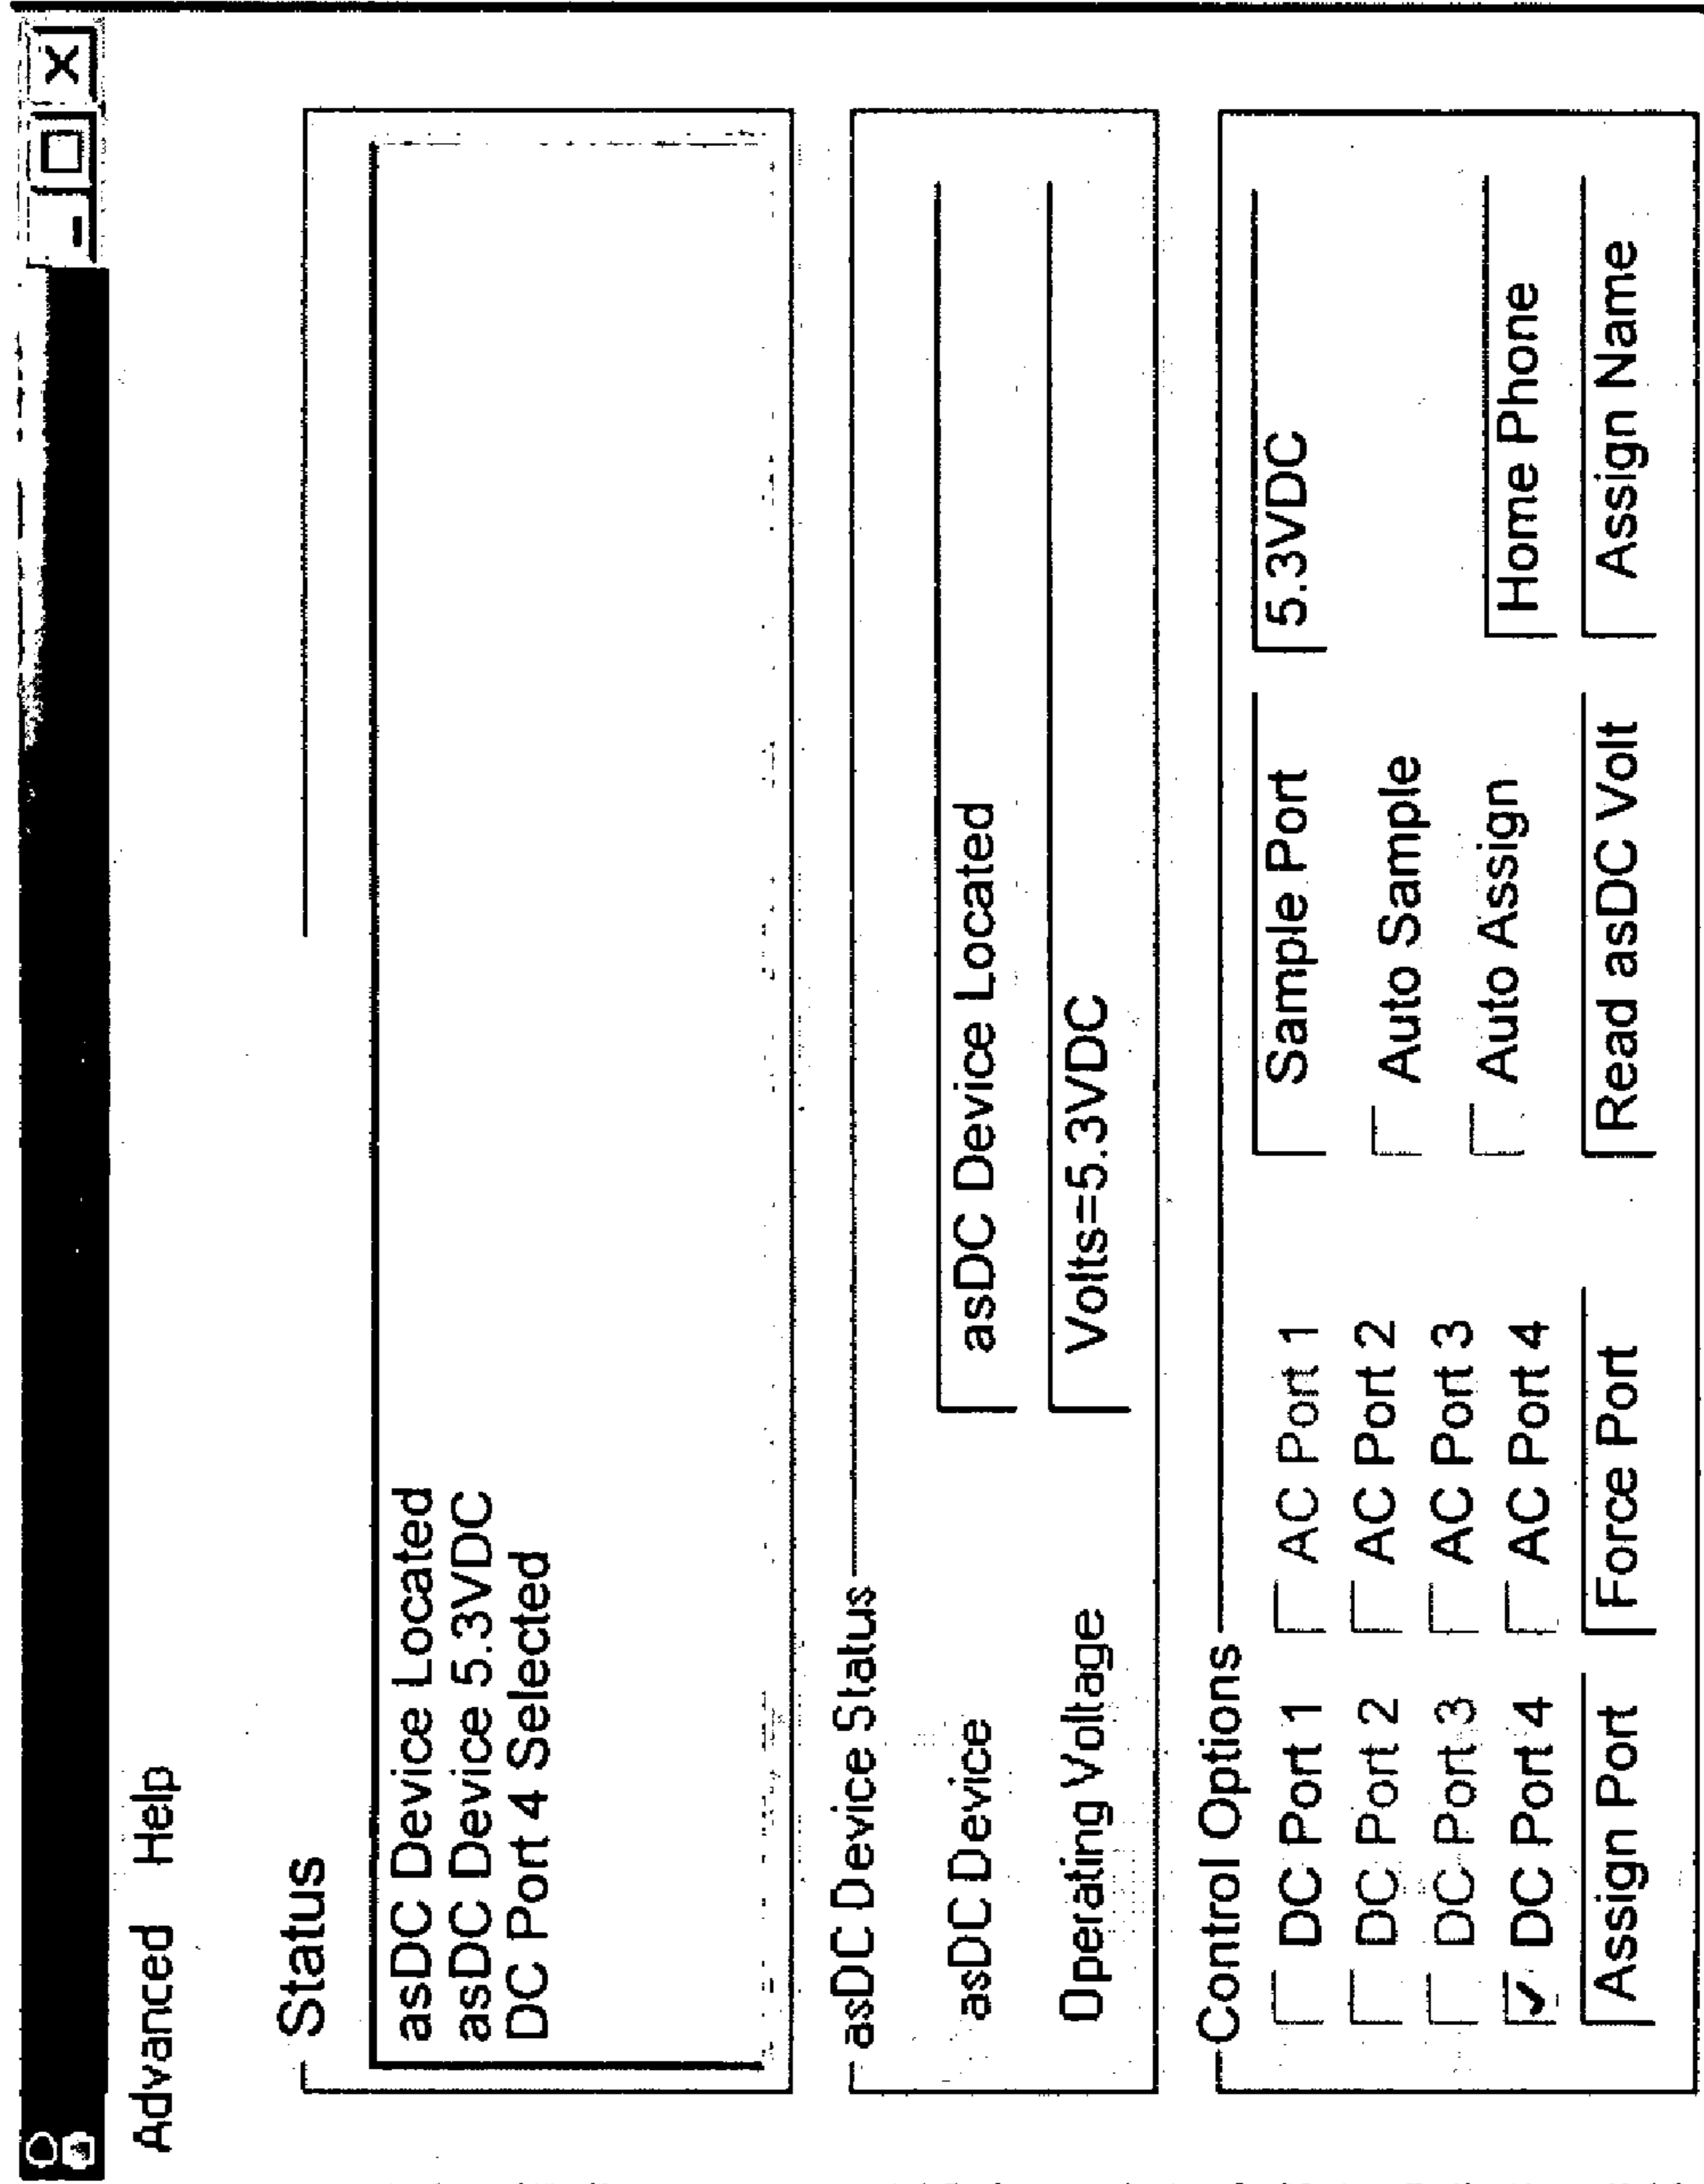 Advanced Help
Status
asDC Device Located
asDC Device 5.3VDC
DC Port 4 Selected
asDC Device Status
asDC Device asDC Device Located
Operating Voltage Volts=5.3VDC
Control Options
DC Port 1 AC Port 1 Sample Port 5.3VDC
DC Port 2 AC Port 2 Auto Sample
DC Port 3 AC Port 3 Auto Assign
DC Port 4 AC Port 4 Home Phone
Assign Port Force Port Read asDC Volt Assign Name